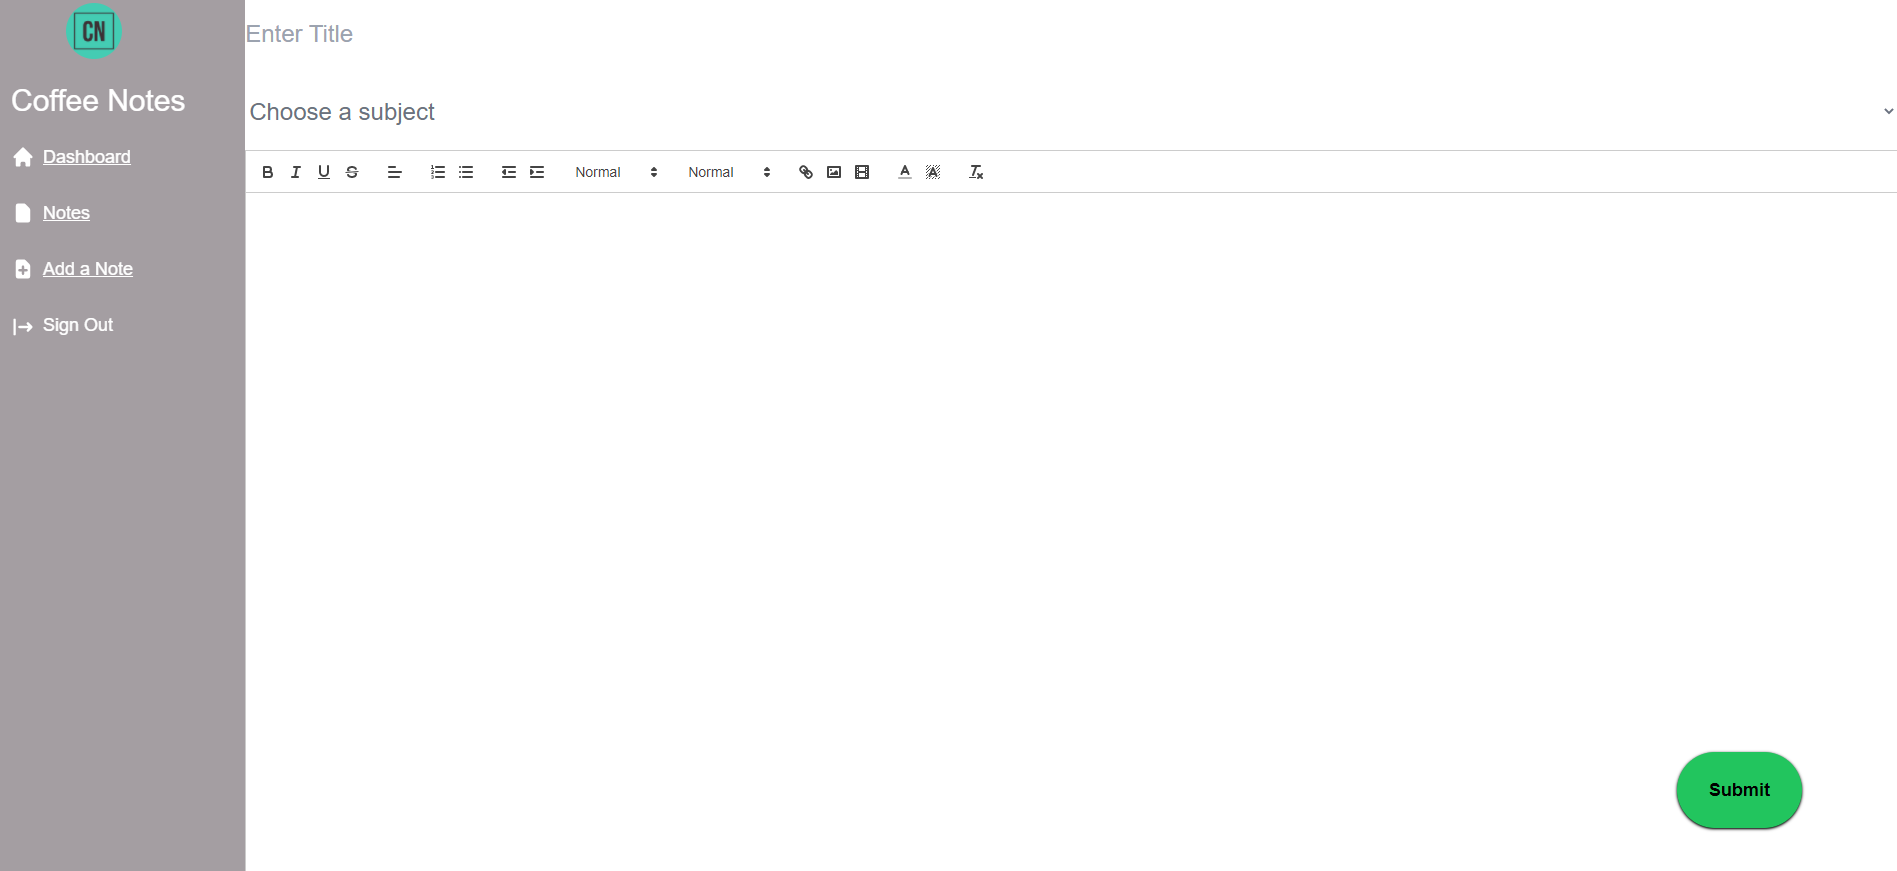 CN
Coffee Notes
Dashboard
Notes
Add a Note
Sign Out
Enter Title
Choose a subject
Normal Normal
Submit